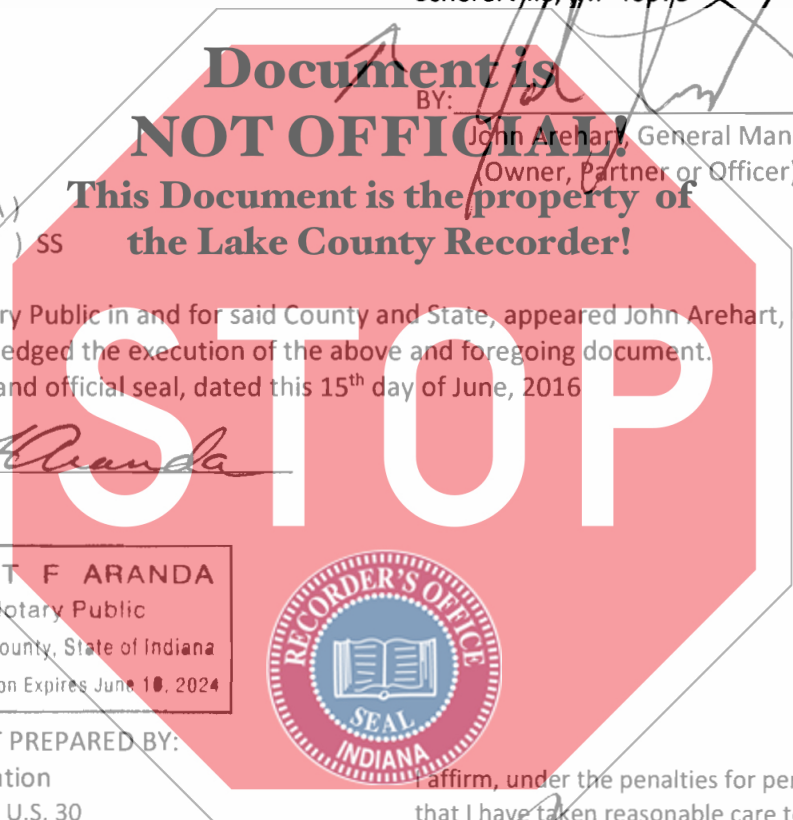 Document is
NOT OFFICIAL!
This Document is the property of
the Lake County Recorder!
BY:
John Arehart, General Man
(Owner, Partner or Officer)
) SS
ry Public in and for said County and State, appeared John Arehart,
edged the execution of the above and foregoing document.
and official seal, dated this 15th day of June, 2016
Aranda
STOP
T F ARANDA
Notary Public
ounty, State of Indiana
on Expires June 18, 2024
RECORDER'S OFFICE
SEAL
INDIANA
T PREPARED BY:
ation
U.S. 30
I affirm, under the penalties for per
that I have taken reasonable care t